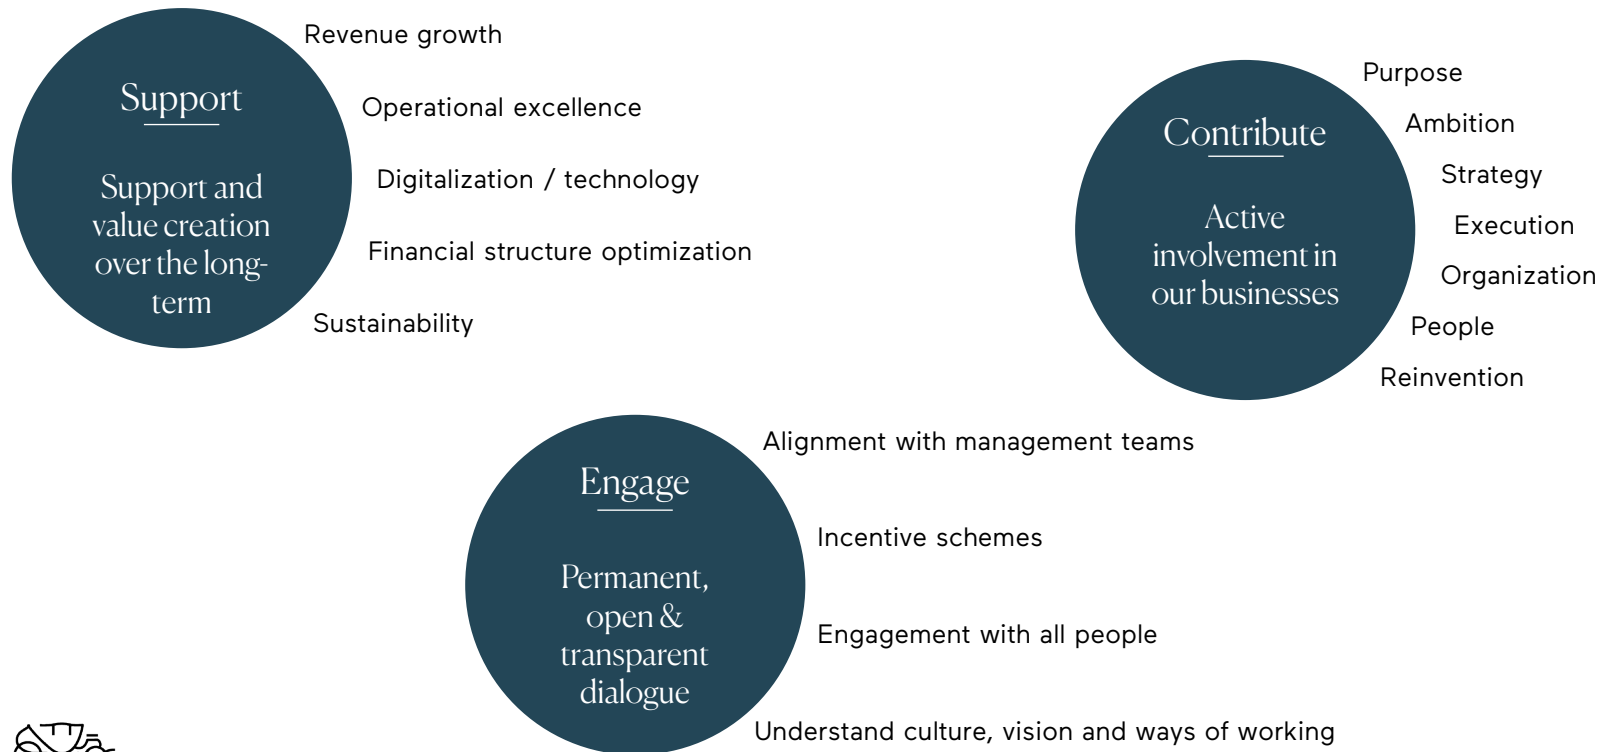 Support
Support and
value creation
over the long-
term
Revenue growth
Operational excellence
Digitalization / technology
Financial structure optimization
Sustainability
Contribute
Active
involvement in
our businesses
Purpose
Ambition
Strategy
Execution
Organization
People
Reinvention
Engage
Permanent,
open &
transparent
dialogue
Alignment with management teams
Incentive schemes
Engagement with all people
Understand culture, vision and ways of working